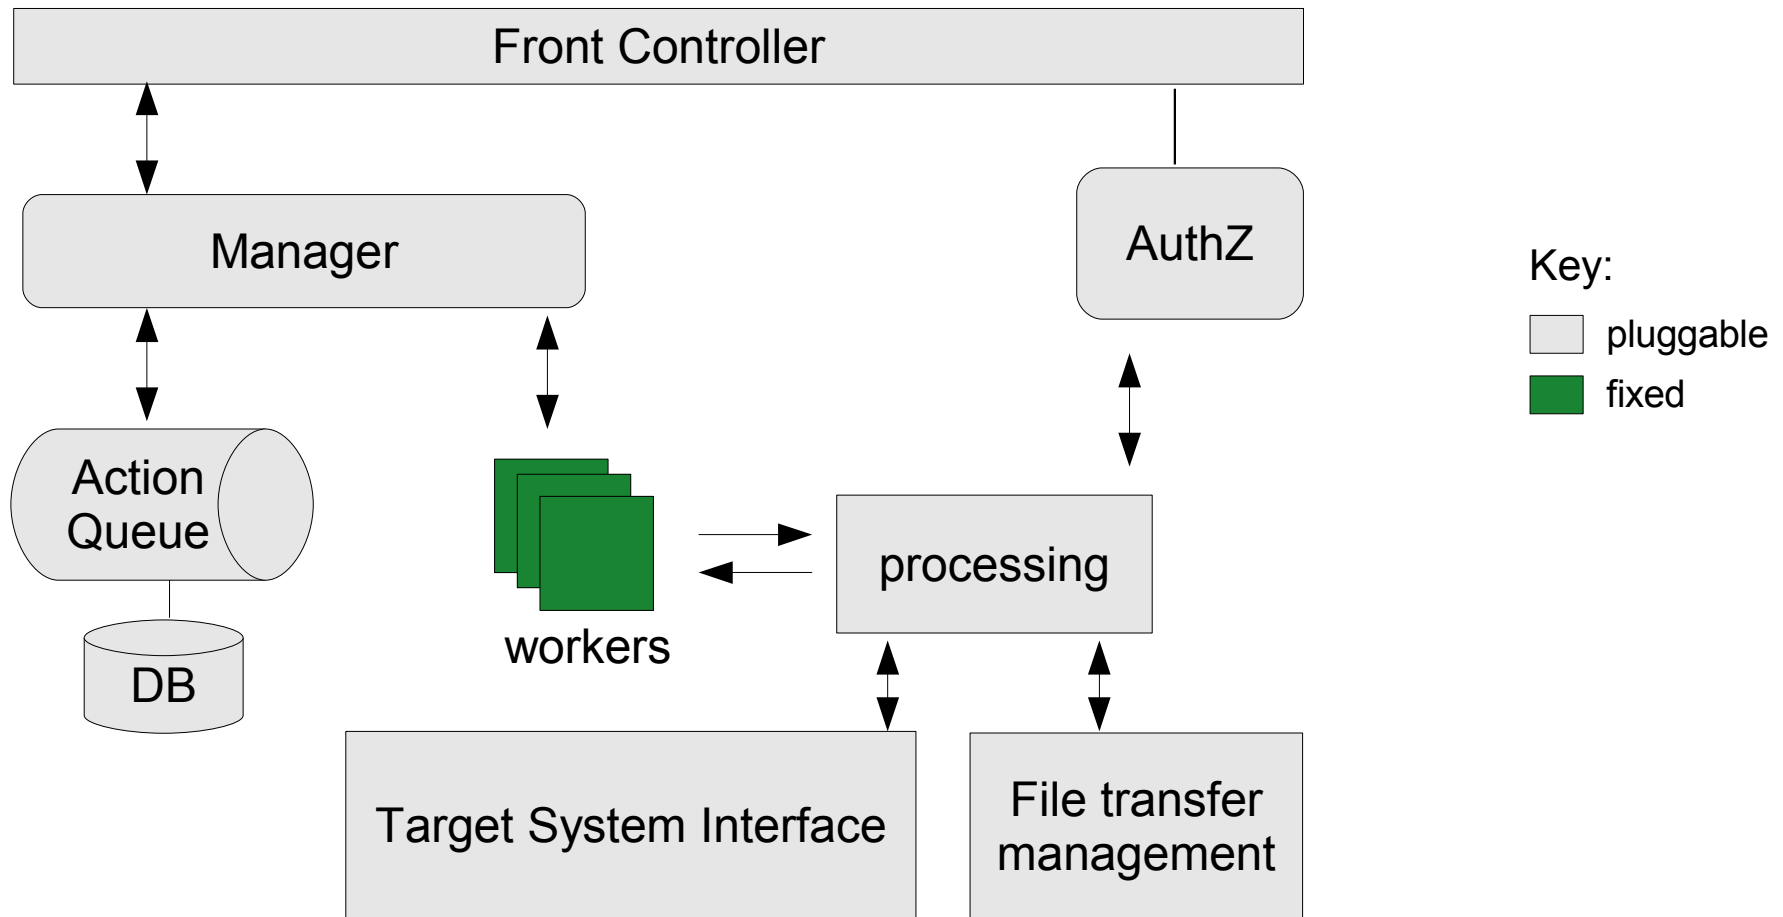 Front Controller
Manager
AuthZ
Key:
pluggable
fixed
Action
Queue
processing
workers
DB
Target System Interface
File transfer
management